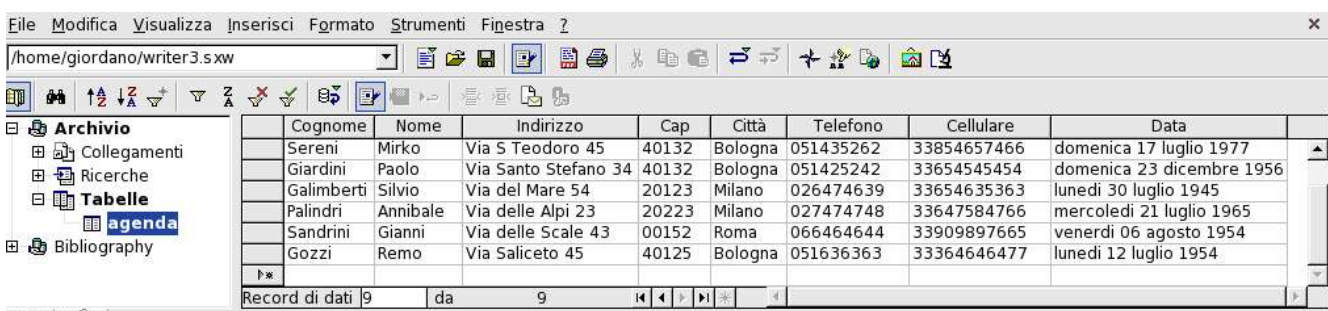 File Modifica Visualizza Inserisci Formato Strumenti Finestra ?
/home/giordano/writer3.sxw
Archivio
Collegamenti
Ricerche
Tabelle
agenda
Bibliography
Cognome Nome Indirizzo Cap Città Telefono Cellulare Data
Sereni Mirko Via S Teodoro 45 40132 Bologna 051435262 33854657466 domenica 17 luglio 1977
Giardini Paolo Via Santo Stefano 34 40132 Bologna 051425242 33654545454 domenica 23 dicembre 1956
Galimberti Silvio Via del Mare 54 20123 Milano 026474639 33654635363 lunedi 30 luglio 1945
Palindri Annibale Via delle Alpi 23 20223 Milano 027474748 33647584766 mercoledi 21 luglio 1965
Sandrini Gianni Via delle Scale 43 00152 Roma 066464644 33909897665 venerdi 06 agosto 1954
Gozzi Remo Via Saliceto 45 40125 Bologna 051636363 33364646477 lunedi 12 luglio 1954
Record di dati 9 da 9